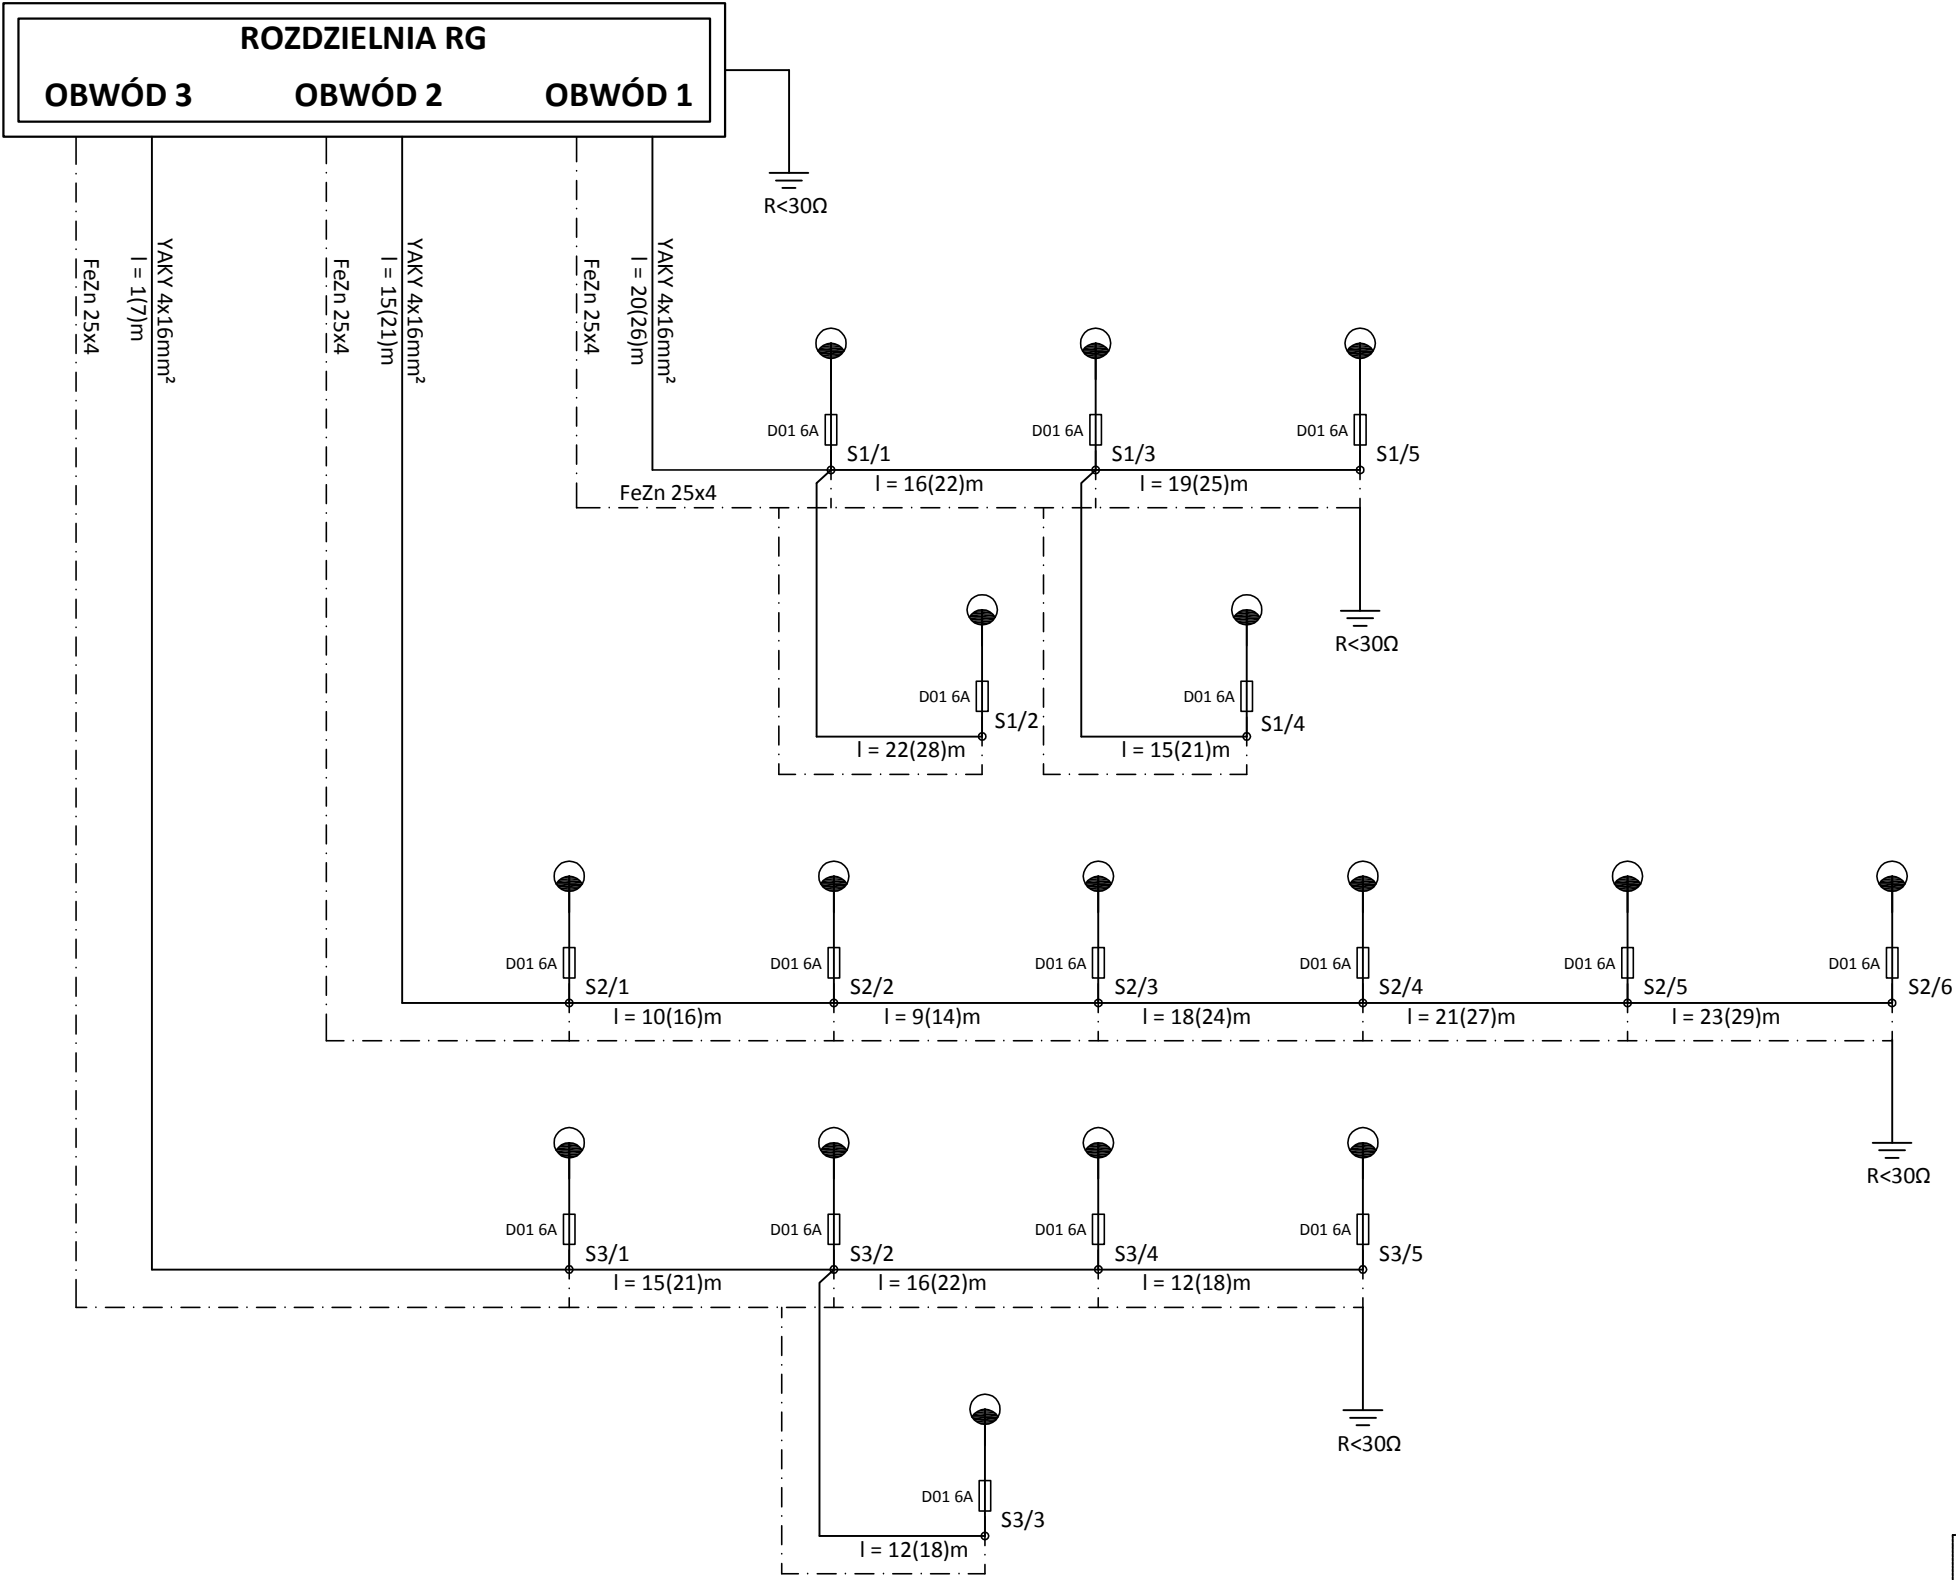 ROZDZIELNIA RG
OBWÓD 3
OBWÓD 2
OBWÓD 1
R<30Ω
FeZn 25x4
YAKY 4x16mm²
l = 1(7)m
FeZn 25x4
YAKY 4x16mm²
l = 15(21)m
FeZn 25x4
YAKY 4x16mm²
l = 20(26)m
D01 6A
S1/1
D01 6A
S1/3
D01 6A
S1/5
l = 16(22)m
l = 19(25)m
FeZn 25x4
R<30Ω
D01 6A
S1/2
D01 6A
S1/4
l = 22(28)m
l = 15(21)m
D01 6A
S2/1
D01 6A
S2/2
D01 6A
S2/3
D01 6A
S2/4
D01 6A
S2/5
D01 6A
S2/6
l = 10(16)m
l = 9(14)m
l = 18(24)m
l = 21(27)m
l = 23(29)m
R<30Ω
D01 6A
S3/1
D01 6A
S3/2
D01 6A
S3/4
D01 6A
S3/5
l = 15(21)m
l = 16(22)m
l = 12(18)m
R<30Ω
D01 6A
S3/3
l = 12(18)m